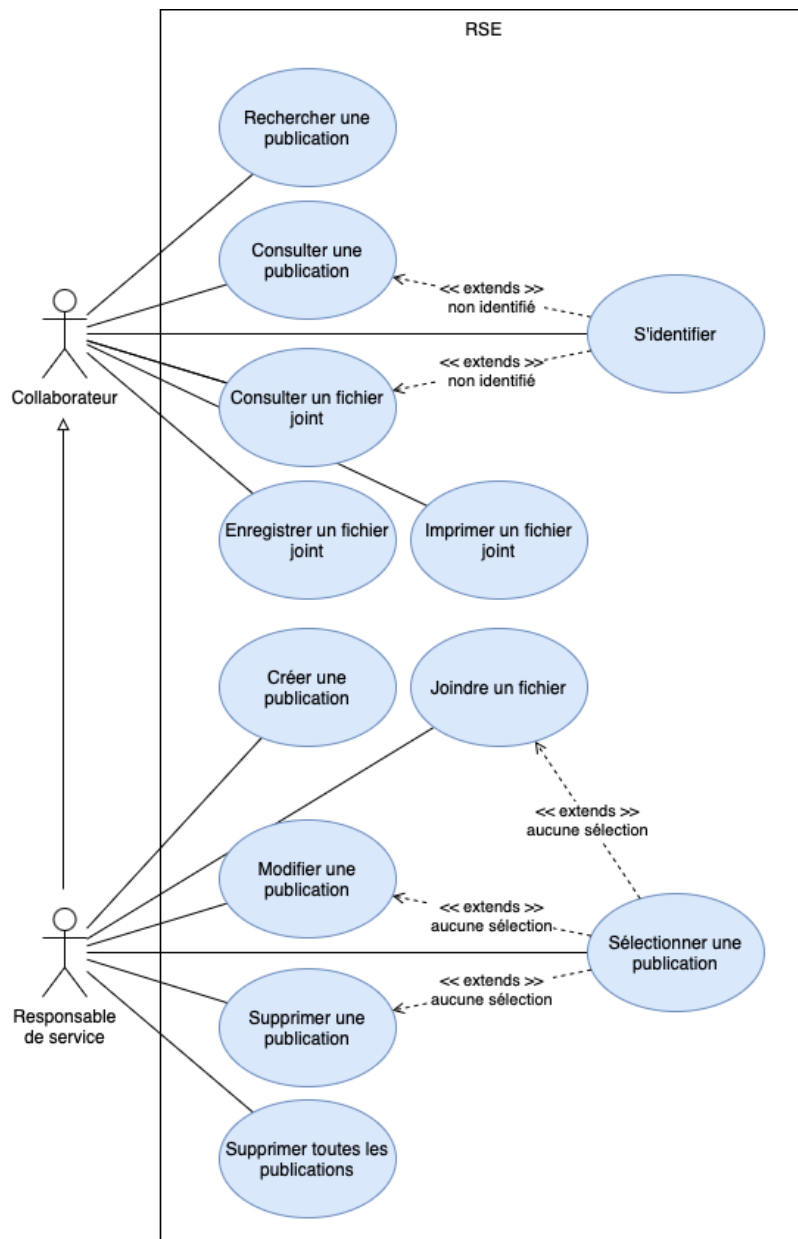 RSE
Rechercher une
publication
Consulter une
publication
<< extends >>
non identifié
S'identifier
<< extends >>
non identifié
Collaborateur
Consulter un fichier
joint
Enregistrer un fichier
joint
Imprimer un fichier
joint
Créer une
publication
Joindre un fichier
<< extends >>
aucune sélection
Modifier une
publication
<< extends >>
aucune sélection
Sélectionner une
publication
<< extends >>
aucune sélection
Responsable
de service
Supprimer une
publication
Supprimer toutes les
publications